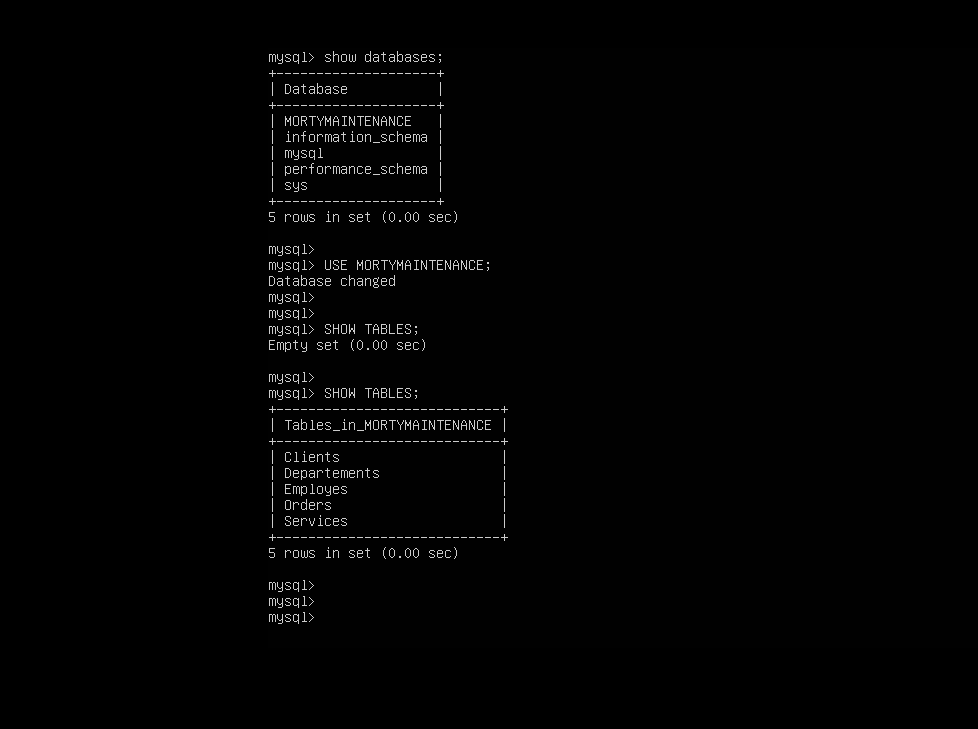 mysql> show databases;
+--------------------+
| Database           |
+--------------------+
| MORTYMAINTENANCE   |
| information_schema |
| mysql              |
| performance_schema |
| sys                |
+--------------------+
5 rows in set (0.00 sec)
mysql>
mysql> USE MORTYMAINTENANCE;
Database changed
mysql>
mysql>
mysql> SHOW TABLES;
Empty set (0.00 sec)
mysql>
mysql> SHOW TABLES;
+----------------------------+
| Tables_in_MORTYMAINTENANCE |
+----------------------------+
| Clients                    |
| Departements               |
| Employes                   |
| Orders                     |
| Services                   |
+----------------------------+
5 rows in set (0.00 sec)
mysql>
mysql>
mysql>